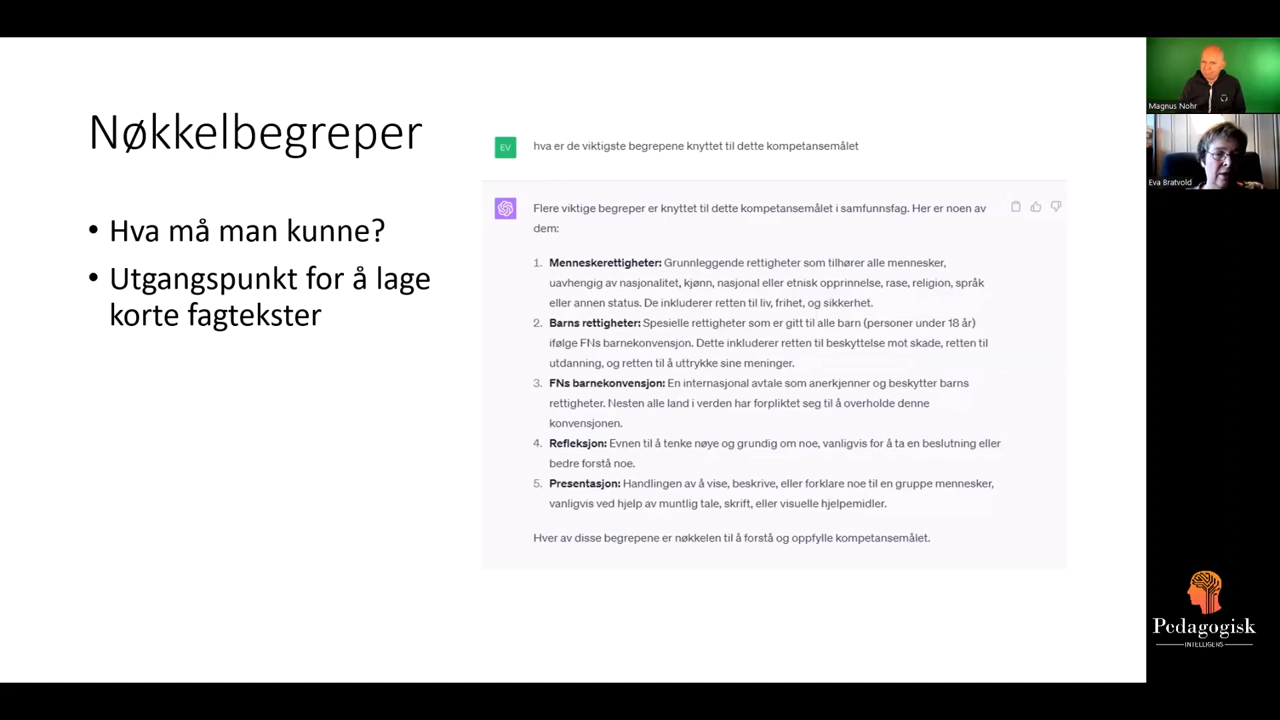 Nøkkelbegreper
• Hva må man kunne?
• Utgangspunkt for å lage
korte fagtekster
EV
hva er de viktigste begrepene knyttet til dette kompetansemålet
Flere viktige begreper er knyttet til dette kompetansemålet i samfunnsfag. Her er noen av
dem:
1. Menneskerettigheter: Grunnleggende rettigheter som tilhører alle mennesker,
uavhengig av nasjonalitet, kjønn, nasjonal eller etnisk opprinnelse, rase, religion, språk
eller annen status. De inkluderer retten til liv, frihet, og sikkerhet.
2. Barns rettigheter: Spesielle rettigheter som er gitt til alle barn (personer under 18 år)
ifølge FNs barnekonvensjon. Dette inkluderer retten til beskyttelse mot skade, retten til
utdanning, og retten til å uttrykke sine meninger.
3. FNs barnekonvensjon: En internasjonal avtale som anerkjenner og beskytter barns
rettigheter. Nesten alle land i verden har forpliktet seg til å overholde denne
konvensjonen.
4. Refleksjon: Evnen til å tenke nøye og grundig om noe, vanligvis for å ta en beslutning eller
bedre forstå noe.
5. Presentasjon: Handlingen av å vise, beskrive, eller forklare noe til en gruppe mennesker,
vanligvis ved hjelp av muntlig tale, skrift, eller visuelle hjelpemidler.
Hver av disse begrepene er nøkkelen til å forstå og oppfylle kompetansemålet.
Magnus Nohr
Eva Bratvold
Pedagogisk
INTELLIGENS